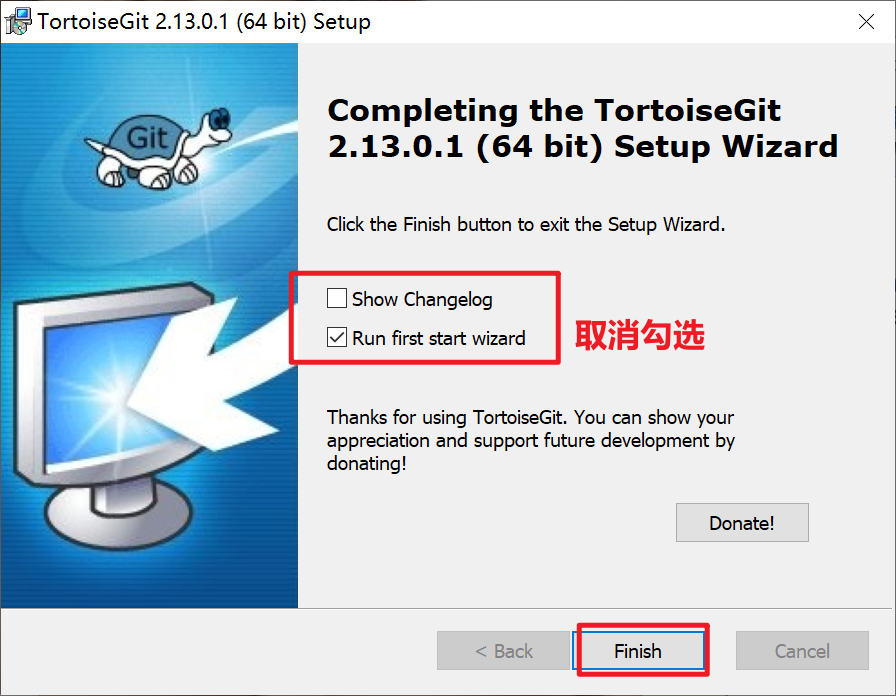 TortoiseGit 2.13.0.1 (64 bit) Setup
Git
Completing the TortoiseGit
2.13.0.1 (64 bit) Setup Wizard
Click the Finish button to exit the Setup Wizard.
Show Changelog
Run first start wizard
取消勾选
Thanks for using TortoiseGit. You can show your
appreciation and support future development by
donating!
Donate!
< Back
Finish
Cancel